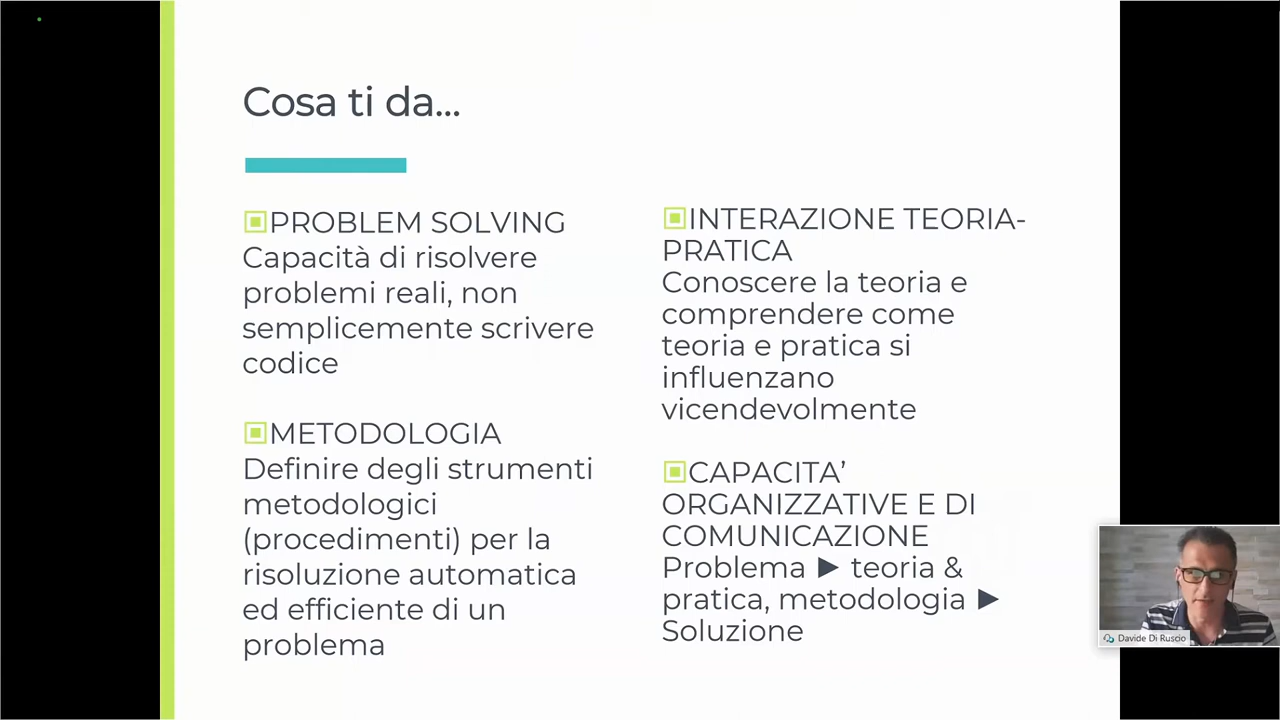 Cosa ti da...
PROBLEM SOLVING
Capacità di risolvere
problemi reali, non
semplicemente scrivere
codice
METODOLOGIA
Definire degli strumenti
metodologici
(procedimenti) per la
risoluzione automatica
ed efficiente di un
problema
INTERAZIONE TEORIA-
PRATICA
Conoscere la teoria e
comprendere come
teoria e pratica si
influenzano
vicendevolmente
CAPACITA’
ORGANIZZATIVE E DI
COMUNICAZIONE
Problema ► teoria &
pratica, metodologia ►
Soluzione
Davide Di Ruscio